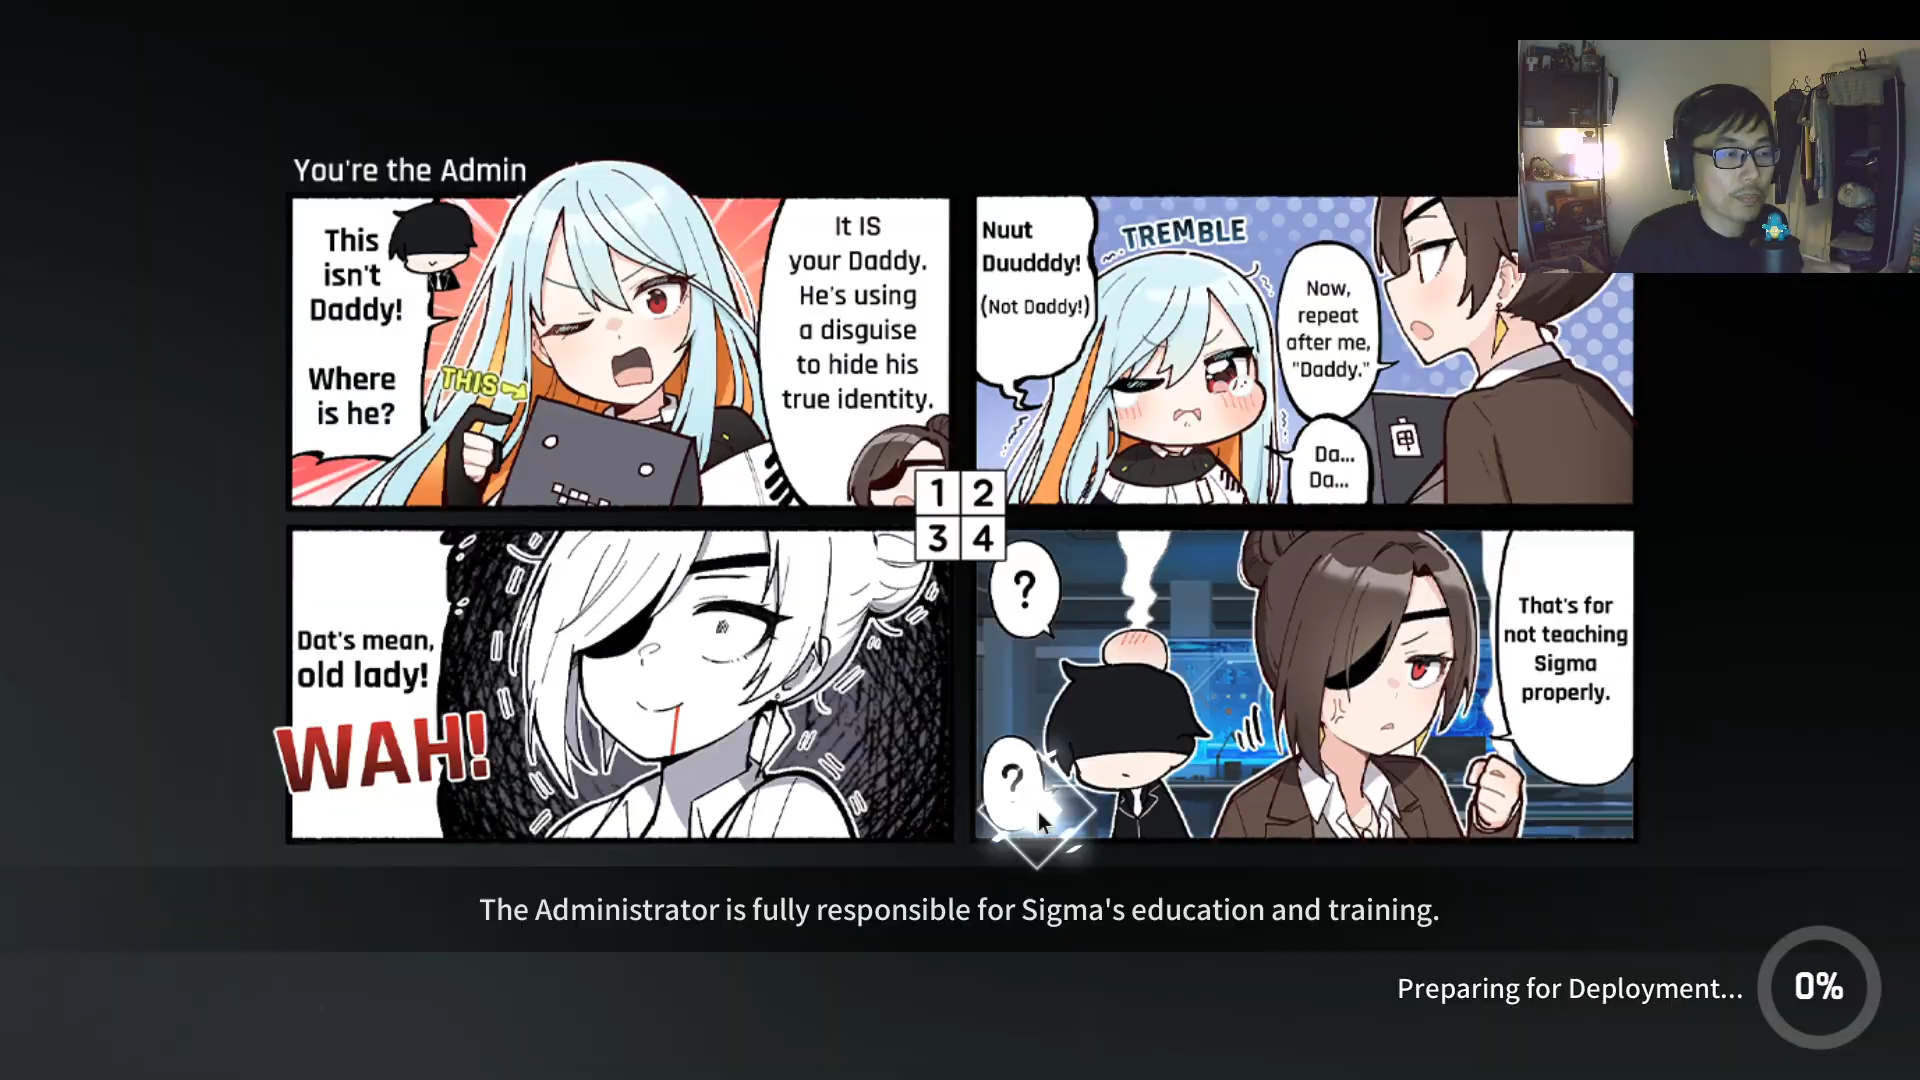 You're the Admin
This
isn't
Daddy!
Where
is he?
THIS
It IS
your Daddy.
He's using
a disguise
to hide his
true identity.
Nuut
Duudddy!
(Not Daddy!)
TREMBLE
Now,
repeat
after me,
"Daddy."
Da...
Da...
甲
1 2
3 4
Dat's mean,
old lady!
WAH!
?
?
That's for
not teaching
Sigma
properly.
The Administrator is fully responsible for Sigma's education and training.
Preparing for Deployment...
0%